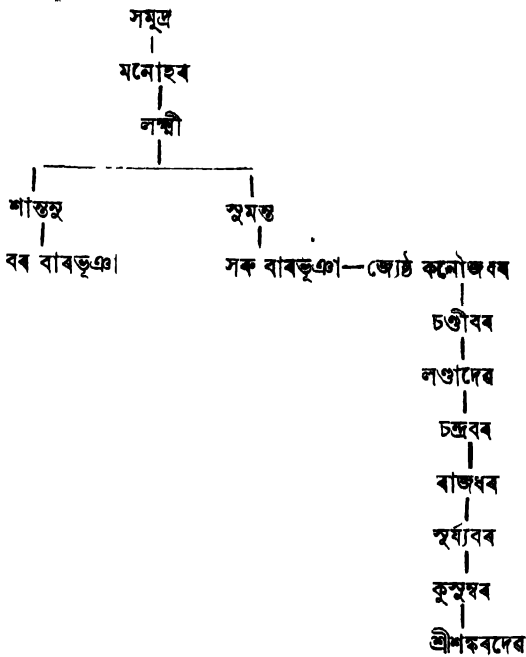 সমুদ্ৰ
মনোহৰ
লক্ষ্মী
শান্তনু সুমন্ত
বৰ বাৰভূঞা সৰু বাৰভূঞা—জ্যেষ্ঠ কনৌজবৰ
চণ্ডীবৰ
লণ্ডাদেৱ
চন্দ্ৰবৰ
ৰাজধৰ
সূৰ্য্যবৰ
কুসুম্বৰ
শ্ৰীশঙ্কৰদেৱ